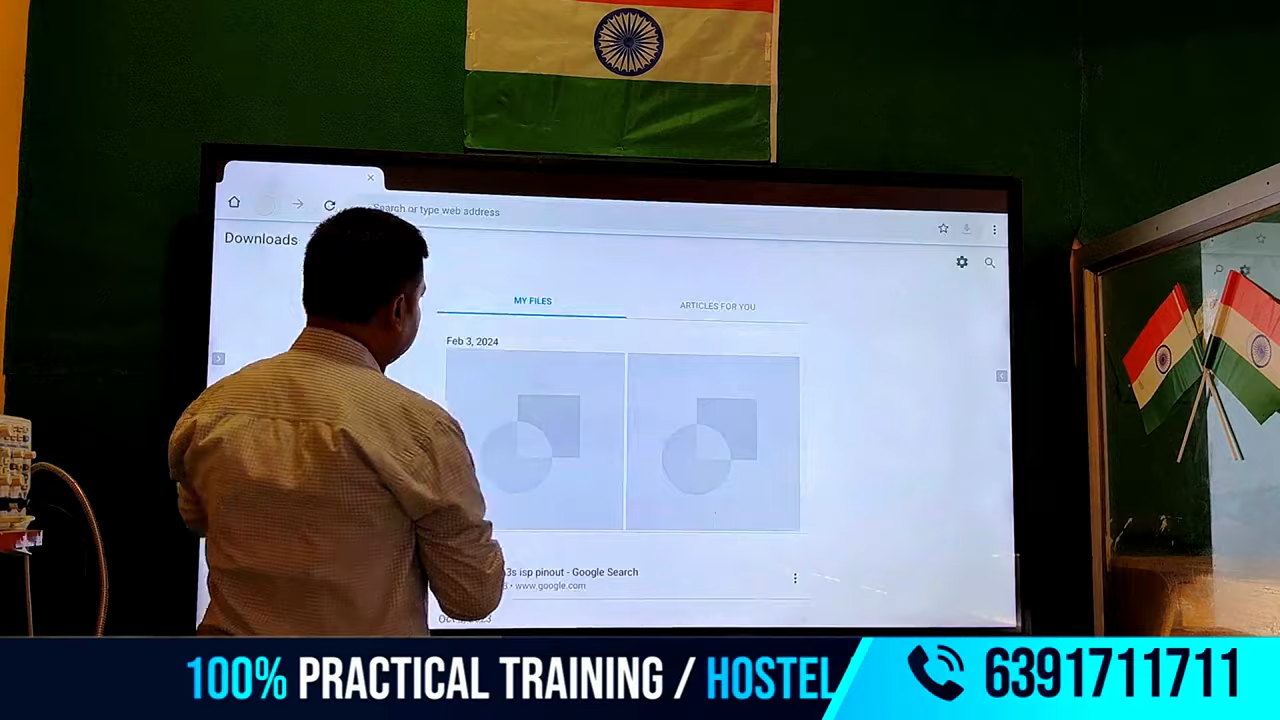 Search or type web address
Downloads
MY FILES
ARTICLES FOR YOU
Feb 3, 2024
isp pinout - Google Search
• www.google.com
100% PRACTICAL TRAINING / HOSTEL
6391711711